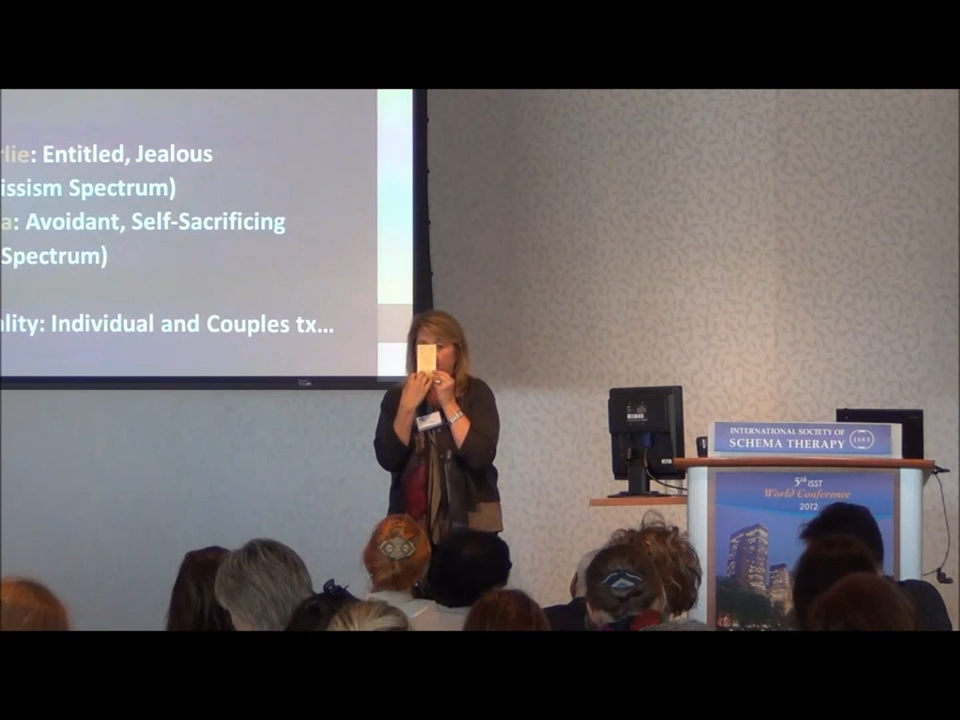 rlie: Entitled, Jealous
issism Spectrum)
a: Avoidant, Self-Sacrificing
Spectrum)
ality: Individual and Couples tx...
INTERNATIONAL SOCIETY OF
SCHEMA THERAPY
ISST
5th ISST
World Conference
2012